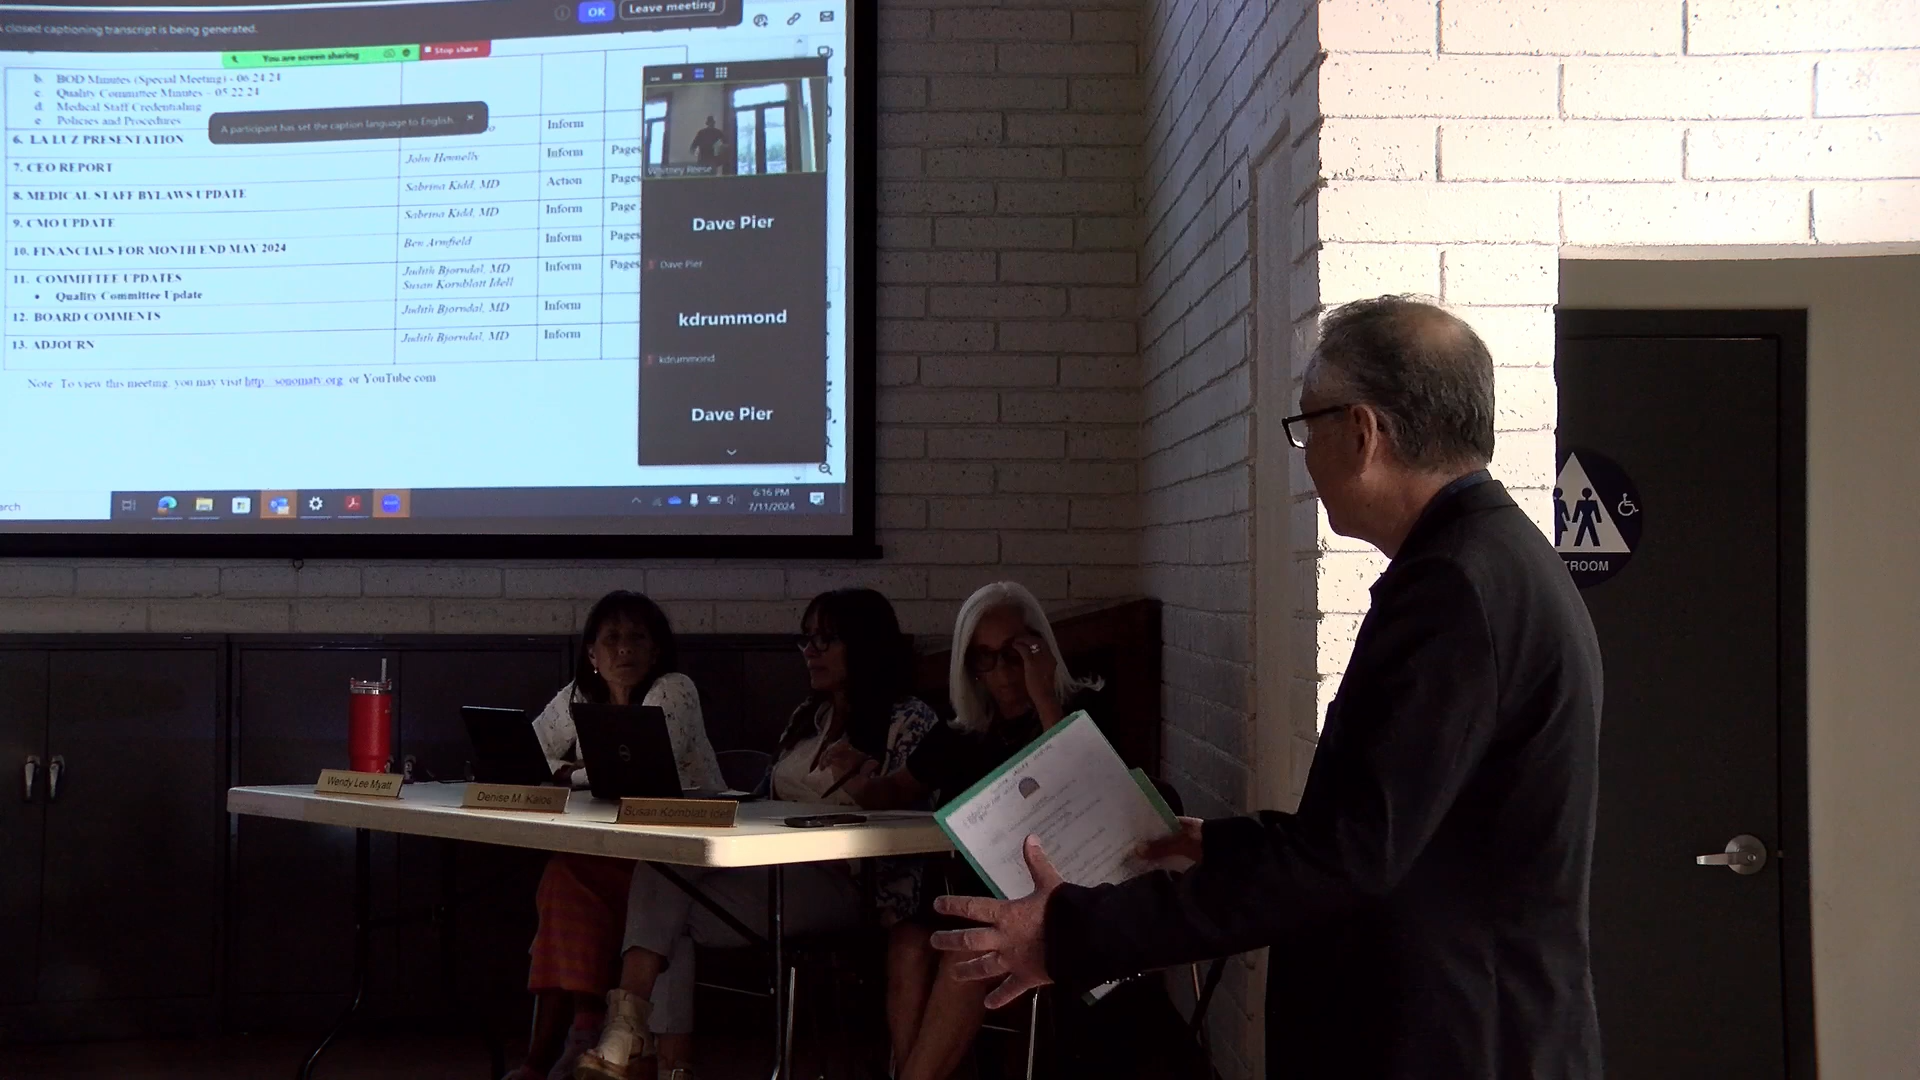 closed captioning transcript is being generated.
OK
Leave meeting
You are screen sharing
Stop share
b. BOD Minutes (Special Meeting) - 06 24 24
c. Quality Committee Minutes - 05 22 24
d. Medical Staff Credentialing
e. Policies and Procedures
A participant has set the caption language to English.
6. LA LUZ PRESENTATION Inform
7. CEO REPORT John Hennelly Inform Pages
8. MEDICAL STAFF BYLAWS UPDATE Sabrina Kidd, MD Action Pages
9. CMO UPDATE Sabrina Kidd, MD Inform Page
10. FINANCIALS FOR MONTH END MAY 2024 Ben Armfield Inform Pages
11. COMMITTEE UPDATES Judith Bjorndal, MD Inform Pages
• Quality Committee Update Susan Kornblatt Idell
12. BOARD COMMENTS Judith Bjorndal, MD Inform
13. ADJOURN Judith Bjorndal, MD Inform
Note: To view this meeting, you may visit http sonomatv.org or YouTube.com
Whitney Reese
Dave Pier
Dave Pier
kdrummond
kdrummond
Dave Pier
arch
6:16 PM
7/11/2024
TROOM
Wendy Lee Myatt
Denise M. Kalos
Susan Kornblatt Idell